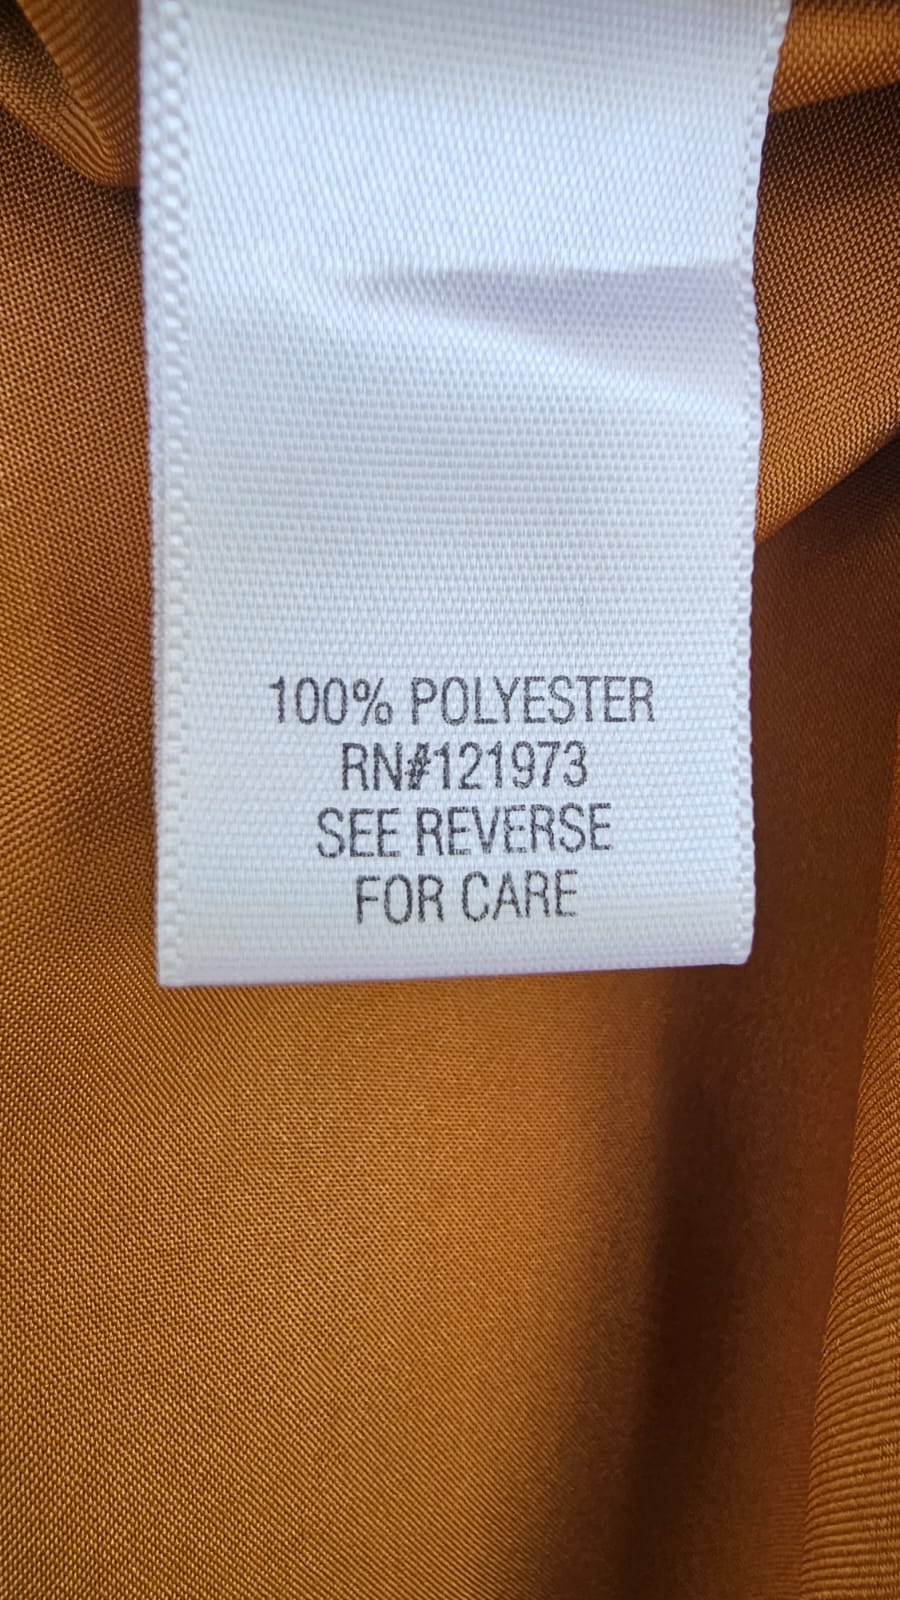 100% POLYESTER
RN#121973
SEE REVERSE
FOR CARE